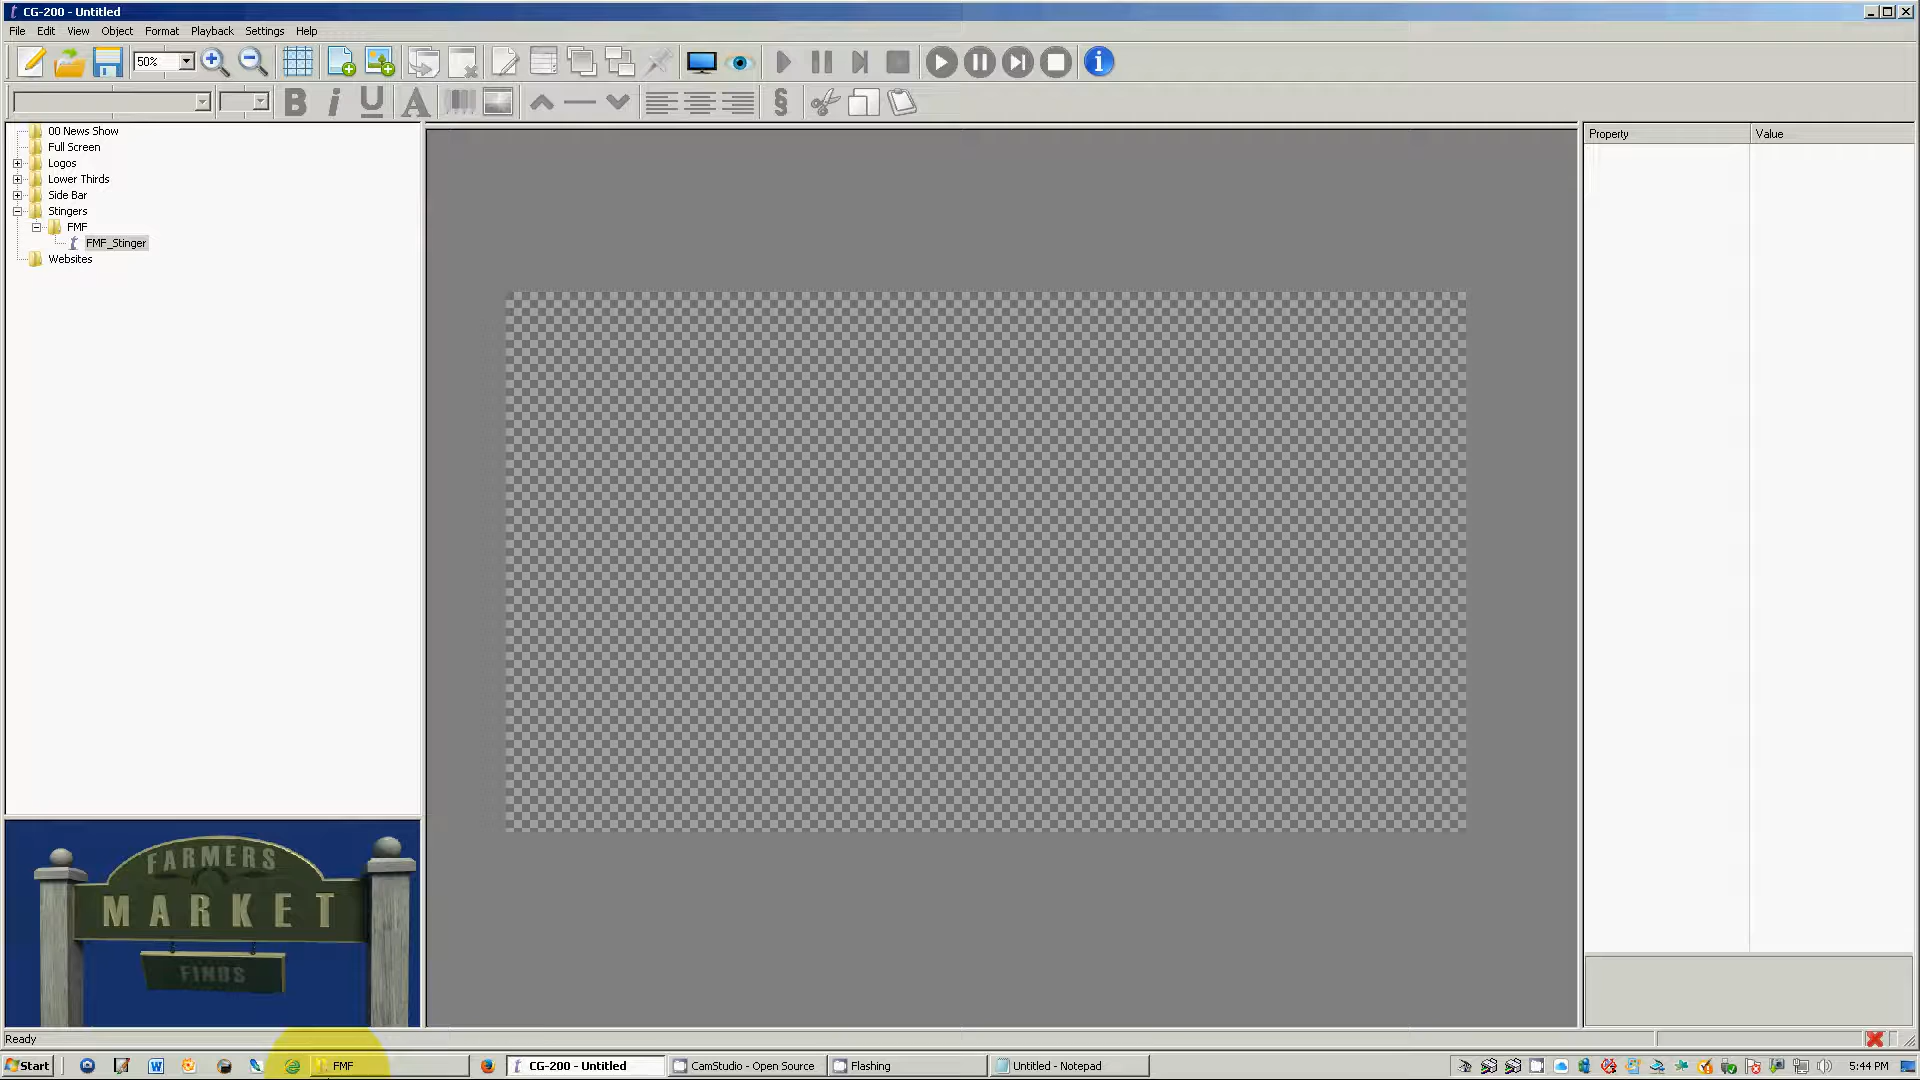 CG-200 - Untitled
File Edit View Object Format Playback Settings Help
50%
B i U A §
00 News Show
Full Screen
Logos
Lower Thirds
Side Bar
Stingers
FMF
FMF_Stinger
Websites
Property Value
FARMERS
MARKET
FINDS
Ready
Start FMF CG-200 - Untitled CamStudio - Open Source Flashing Untitled - Notepad 5:44 PM